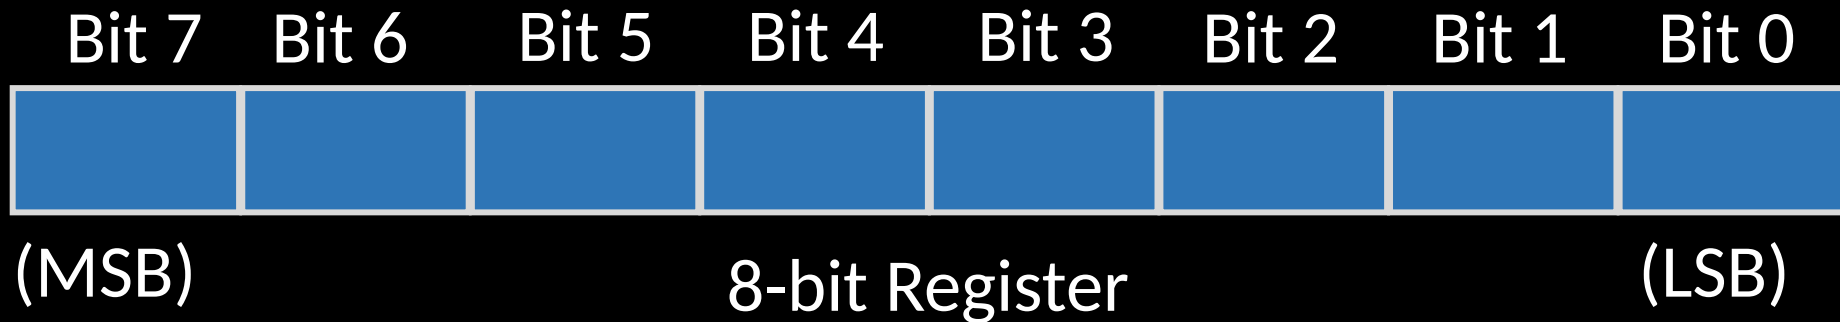 Bit 7 Bit 6 Bit 5 Bit 4 Bit 3 Bit 2 Bit 1 Bit 0
(MSB) 8-bit Register (LSB)